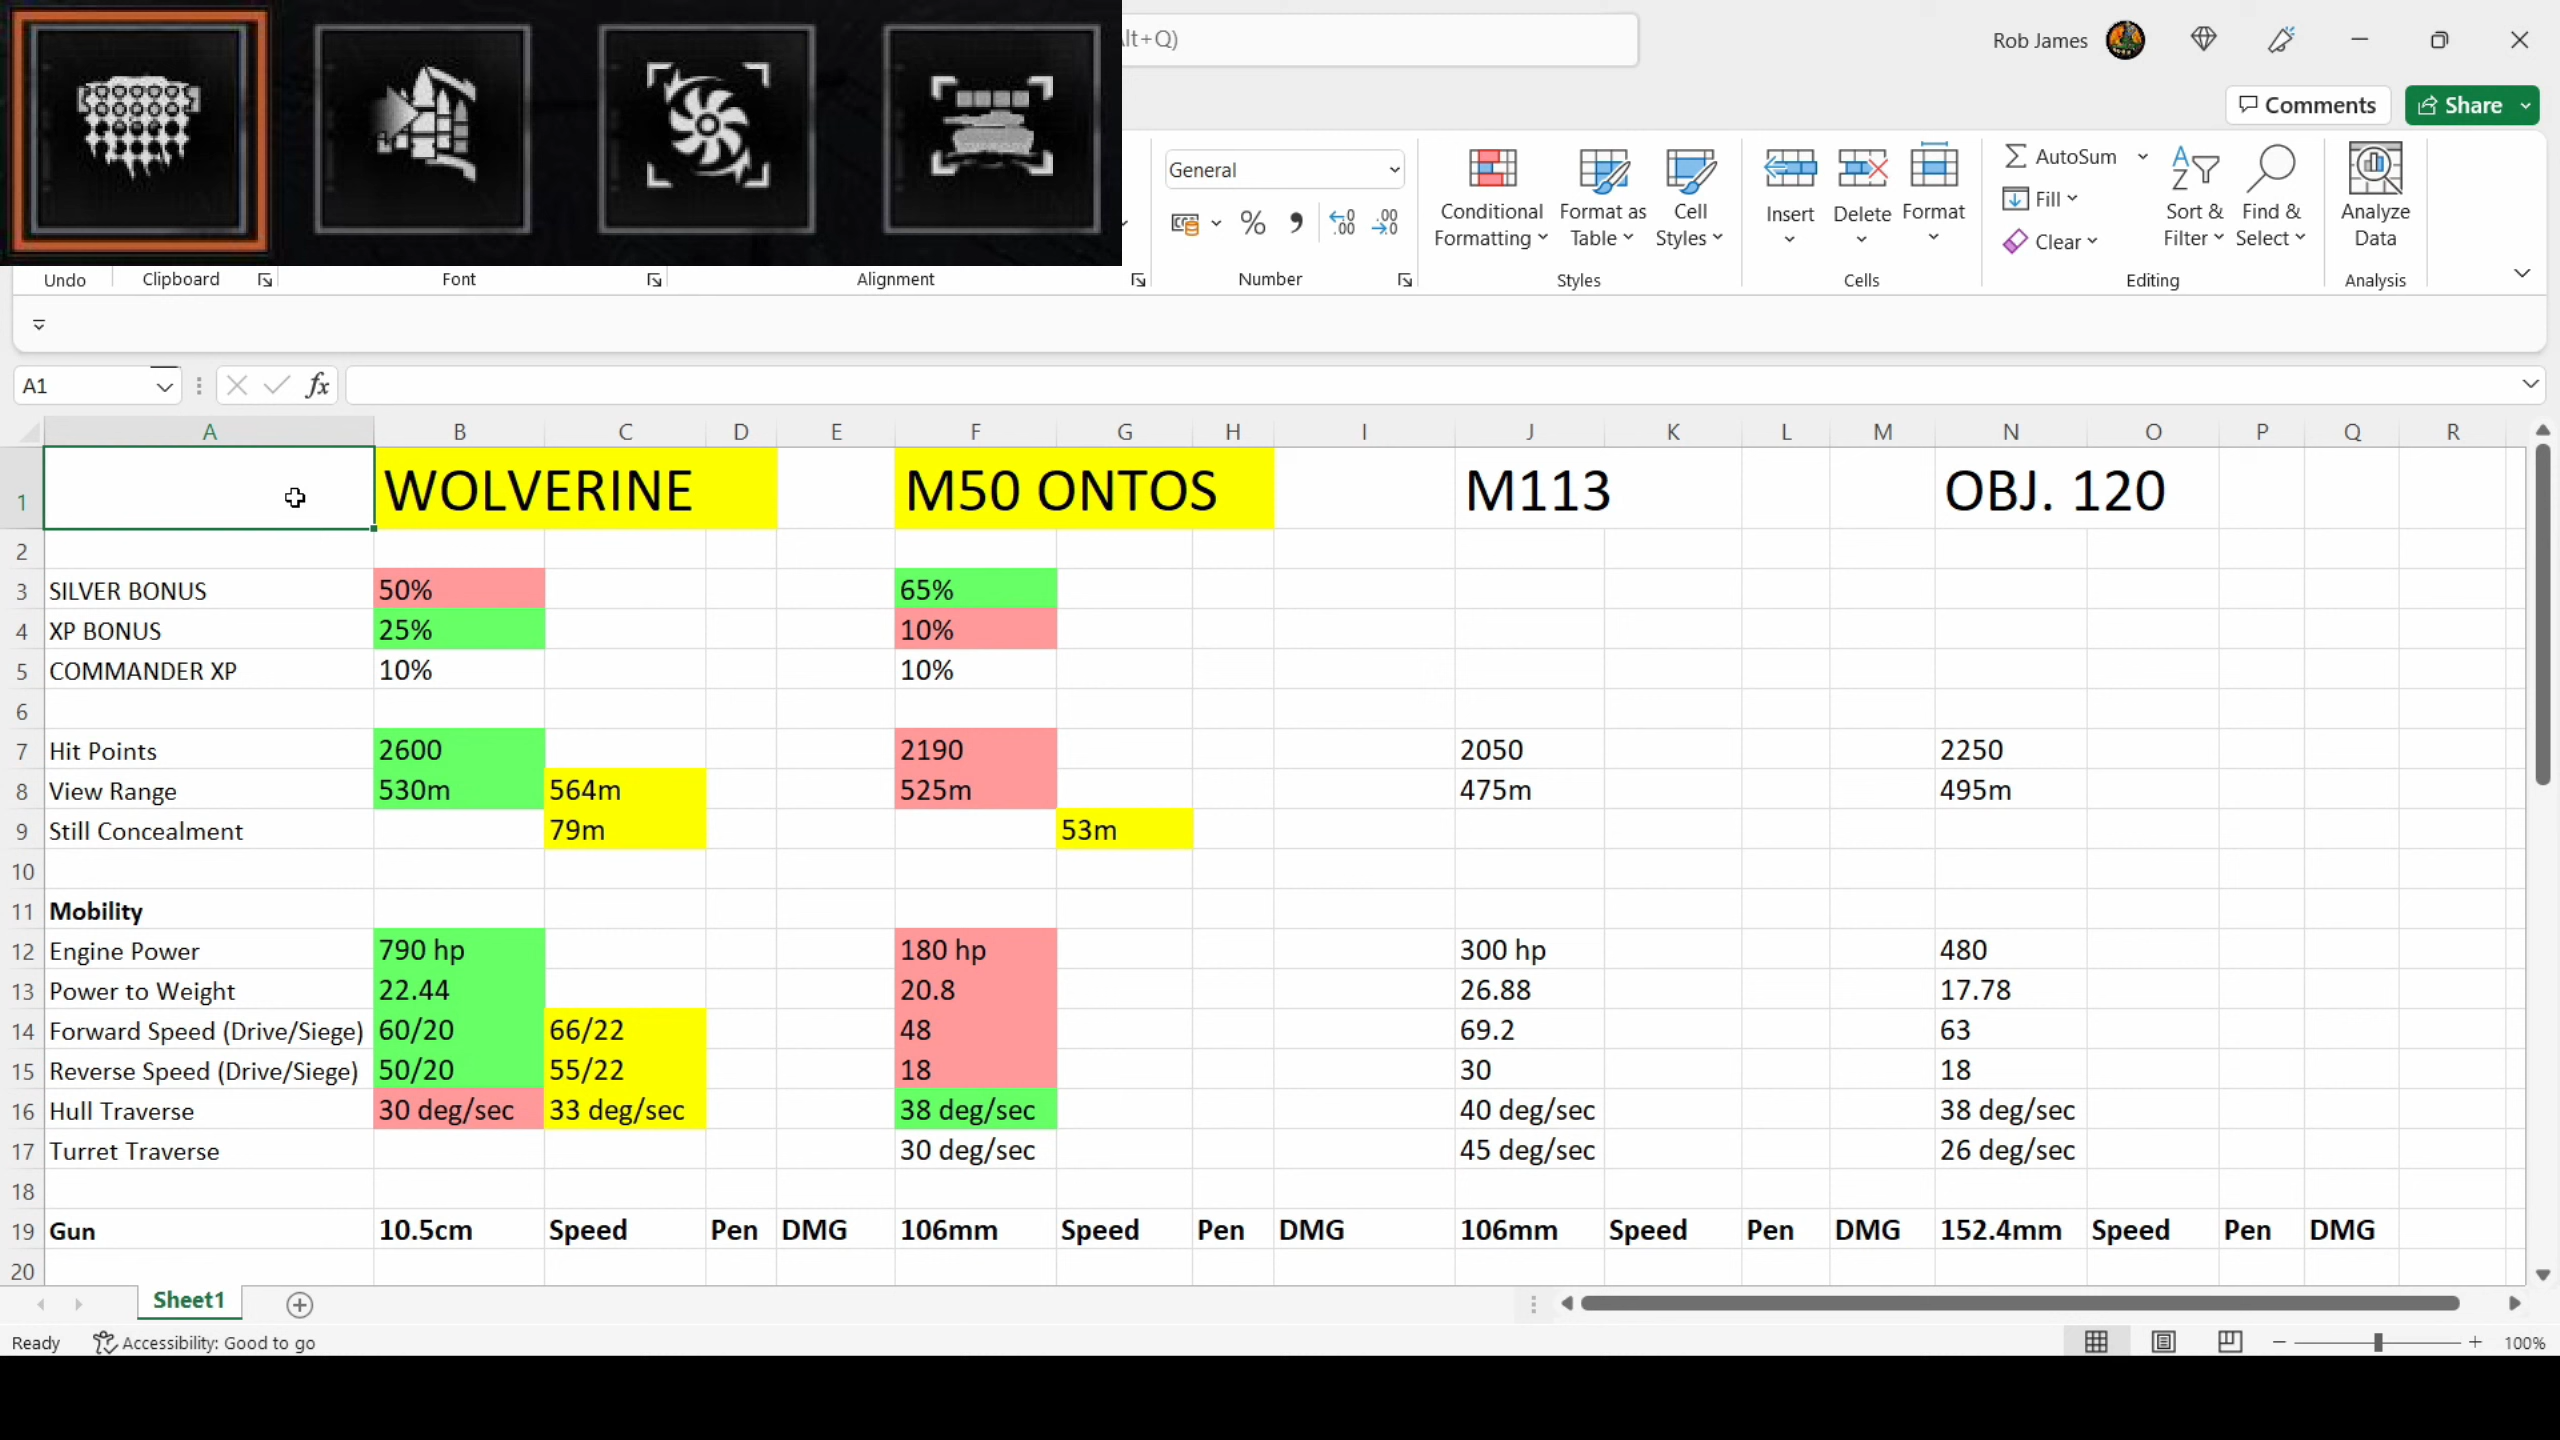 lt+Q)
Rob James
Comments
Share
General
Conditional Formatting
Format as Table
Cell Styles
Insert
Delete
Format
AutoSum
Fill
Clear
Sort & Filter
Find & Select
Analyze Data
Undo
Clipboard
Font
Alignment
Number
Styles
Cells
Editing
Analysis
A1
fx
A B C D E F G H I J K L M N O P Q R
1 WOLVERINE M50 ONTOS M113 OBJ. 120
2
3 SILVER BONUS 50% 65%
4 XP BONUS 25% 10%
5 COMMANDER XP 10% 10%
6
7 Hit Points 2600 2190 2050 2250
8 View Range 530m 564m 525m 475m 495m
9 Still Concealment 79m 53m
10
11 Mobility
12 Engine Power 790 hp 180 hp 300 hp 480
13 Power to Weight 22.44 20.8 26.88 17.78
14 Forward Speed (Drive/Siege) 60/20 66/22 48 69.2 63
15 Reverse Speed (Drive/Siege) 50/20 55/22 18 30 18
16 Hull Traverse 30 deg/sec 33 deg/sec 38 deg/sec 40 deg/sec 38 deg/sec
17 Turret Traverse 30 deg/sec 45 deg/sec 26 deg/sec
18
19 Gun 10.5cm Speed Pen DMG 106mm Speed Pen DMG 106mm Speed Pen DMG 152.4mm Speed Pen DMG
20
Sheet1
Ready
Accessibility: Good to go
100%